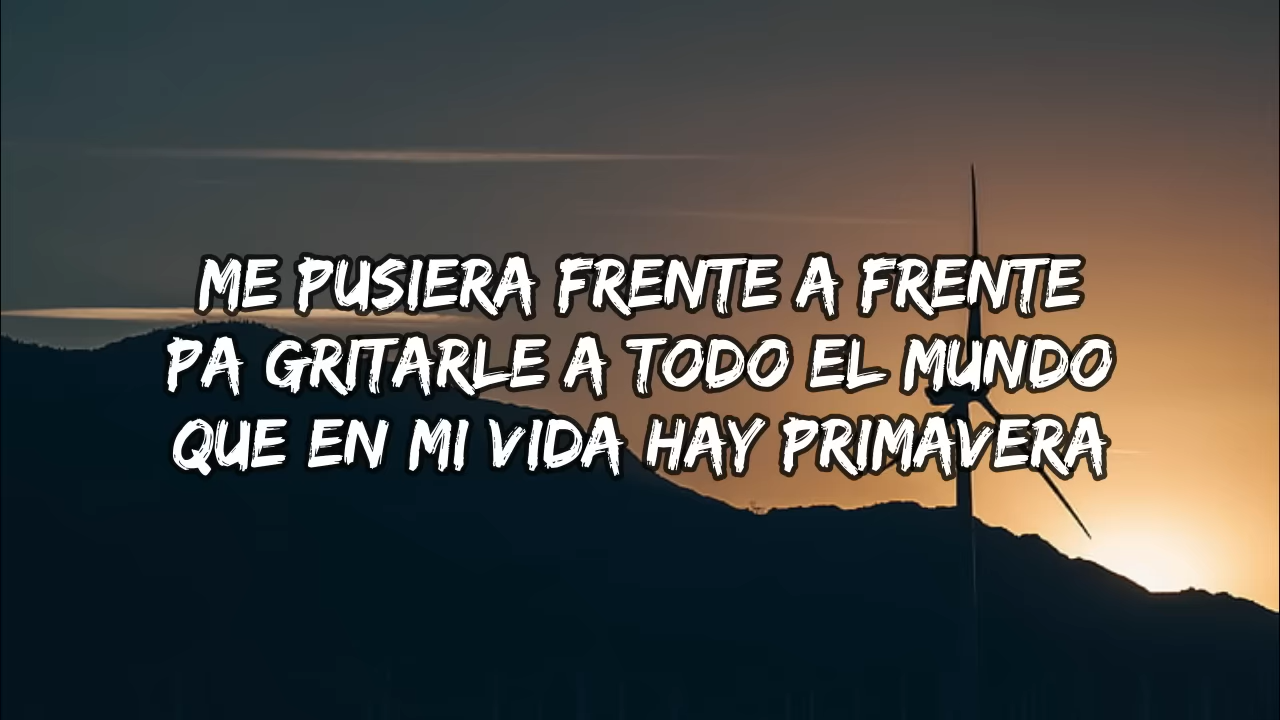 ME PUSIERA FRENTE A FRENTE
PA GRITARLE A TODO EL MUNDO
QUE EN MI VIDA HAY PRIMAVERA